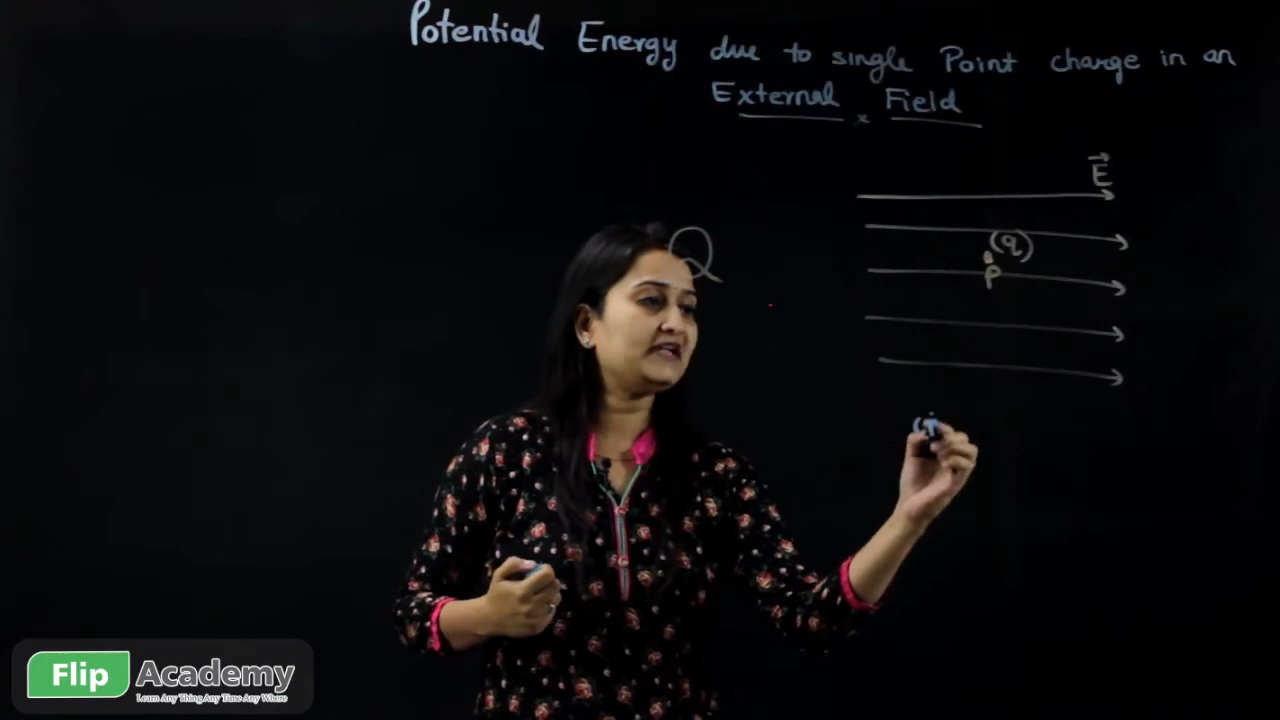 Potential Energy due to single Point charge in an
External x Field
E
Q
(q)
P
Flip Academy
Learn Any Thing Any Time Any Where